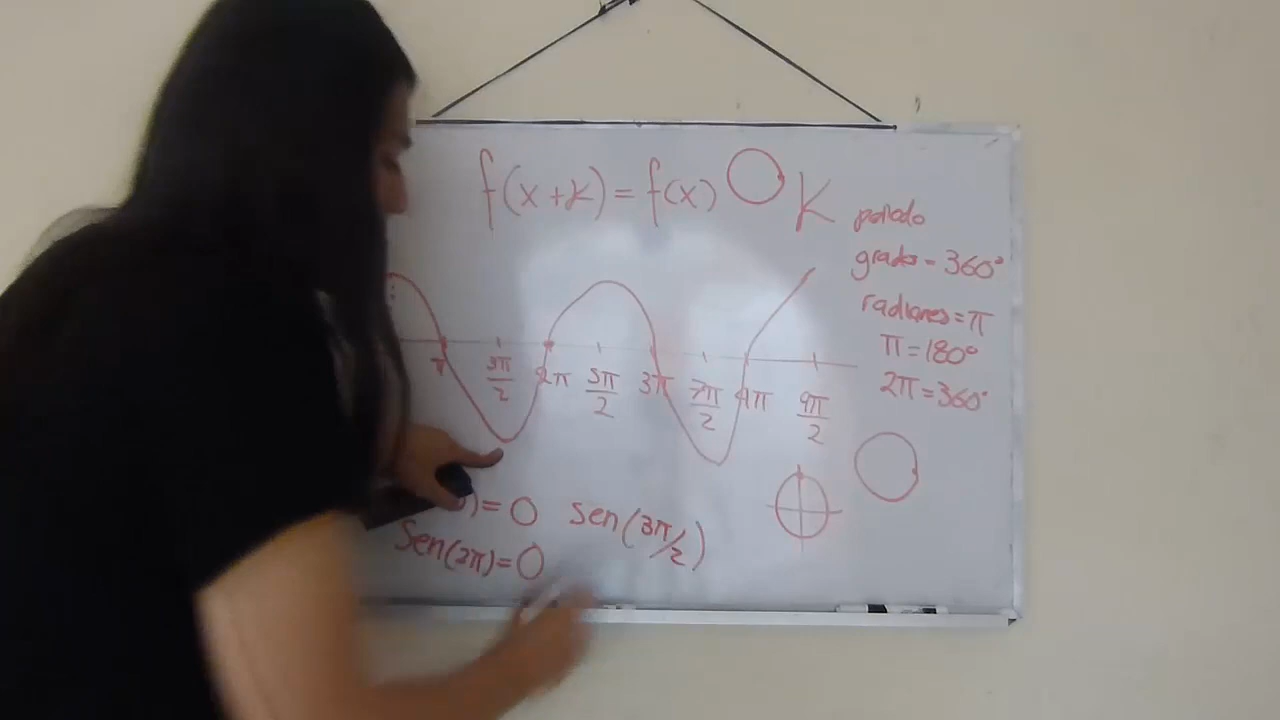 f(x+K)=f(x) K
periodo
grados = 360°
radianes = π
π = 180°
2π = 360°
π 3π/2 2π 5π/2 3π 7π/2 4π 9π/2
)= 0 sen(3π/2)
Sen(2π)=0